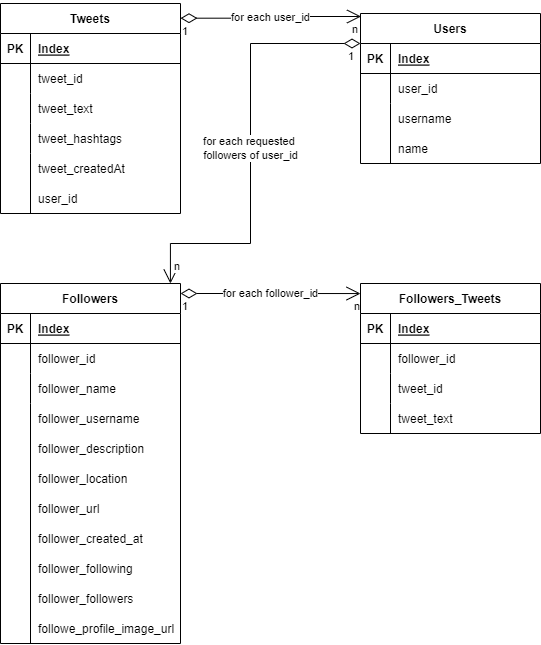 Tweets
PK Index
tweet_id
tweet_text
tweet_hashtags
tweet_createdAt
user_id
1
for each user_id
n
Users
PK Index
user_id
username
name
1
for each requested
followers of user_id
n
Followers
PK Index
follower_id
follower_name
follower_username
follower_description
follower_location
follower_url
follower_created_at
follower_following
follower_followers
followe_profile_image_url
1
for each follower_id
n
Followers_Tweets
PK Index
follower_id
tweet_id
tweet_text